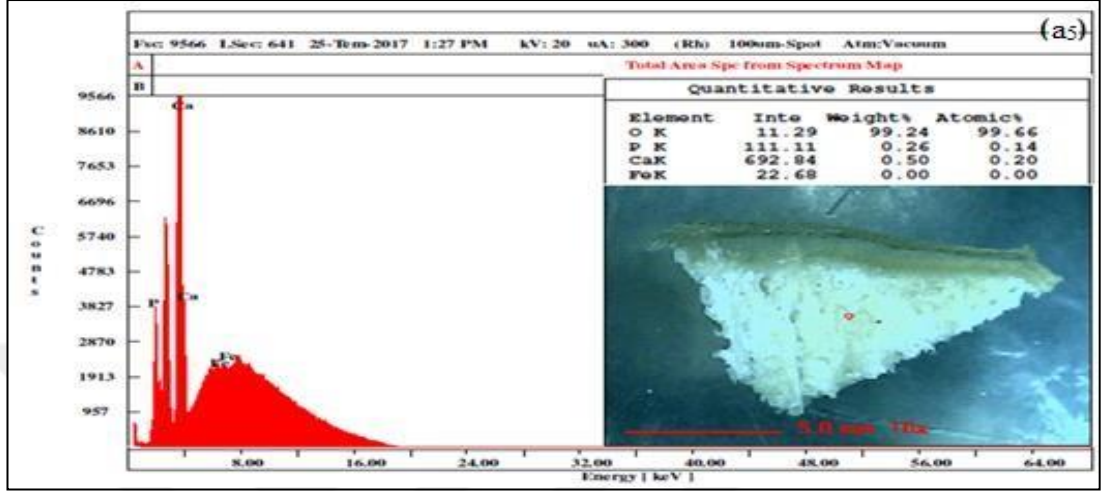 (a5)
Fsc: 9566 LSec: 641 25-Tem-2017 1:27 PM kV: 20 uA: 300 (Rh) 100um-Spot Atm:Vacuum
A
Total Area Spc from Spectrum Map
B
Quantitative Results
Element Inte Weight% Atomic%
O K 11.29 99.24 99.66
P K 111.11 0.26 0.14
CaK 692.84 0.50 0.20
FeK 22.68 0.00 0.00
9566
8610
7653
6696
5740
4783
3827
2870
1913
957
Counts
Ca
Ca
P
Fe
5.0 mm 10x
8.00 16.00 24.00 32.00 40.00 48.00 56.00 64.00
Energy [ keV ]